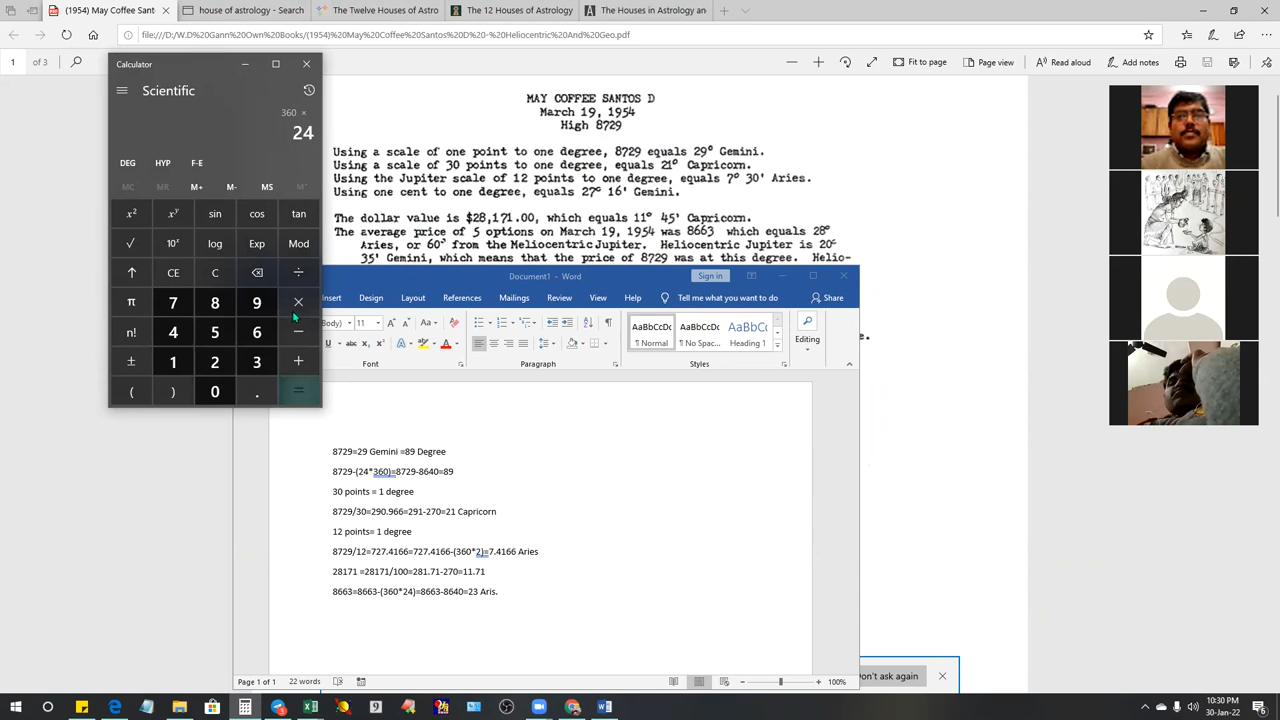 (1954) May Coffee Sant
house of astrology - Search
The Twelve Houses of Astro
The 12 Houses of Astrology
The Houses in Astrology an
file:///D:/W.D%20Gann%20Own%20Books/(1954)%20May%20Coffee%20Santos%20D%20-%20Heliocentric%20And%20Geo.pdf
1 of 3
Fit to page
Page view
Read aloud
Add notes
Calculator
Scientific
360 ×
24
DEG HYP F-E
MC MR M+ M- MS M˅
x² xʸ sin cos tan
√ 10ˣ log Exp Mod
↑ CE C ⌫ ÷
π 7 8 9 ×
n! 4 5 6 −
± 1 2 3 +
( ) 0 . =
MAY COFFEE SANTOS D
March 19, 1954
High 8729
Using a scale of one point to one degree, 8729 equals 29° Gemini.
Using a scale of 30 points to one degree, equals 21° Capricorn.
Using the Jupiter scale of 12 points to one degree, equals 7° 30' Aries.
Using one cent to one degree, equals 27° 16' Gemini.
The dollar value is $28,171.00, which equals 11° 45' Capricorn.
The average price of 5 options on March 19, 1954 was 8663 which equals 28°
Aries, or 60° from the Meliocentric Jupiter. Heliocentric Jupiter is 20°
35' Gemini, which means that the price of 8729 was at this degree. Helio-
e.
Document1 - Word
Sign in
Insert Design Layout References Mailings Review View Help Tell me what you want to do Share
Body) 11 Aa
AaBbCcDc AaBbCcDc AaBbCc
¶ Normal ¶ No Spac... Heading 1
Editing
Font Paragraph Styles
8729=29 Gemini =89 Degree
8729-(24*360)=8729-8640=89
30 points = 1 degree
8729/30=290.966=291-270=21 Capricorn
12 points= 1 degree
8729/12=727.4166=727.4166-(360*2)=7.4166 Aries
28171 =28171/100=281.71-270=11.71
8663=8663-(360*24)=8663-8640=23 Aris.
Page 1 of 1
22 words
100%
on't ask again
10:30 PM
30-Jan-22